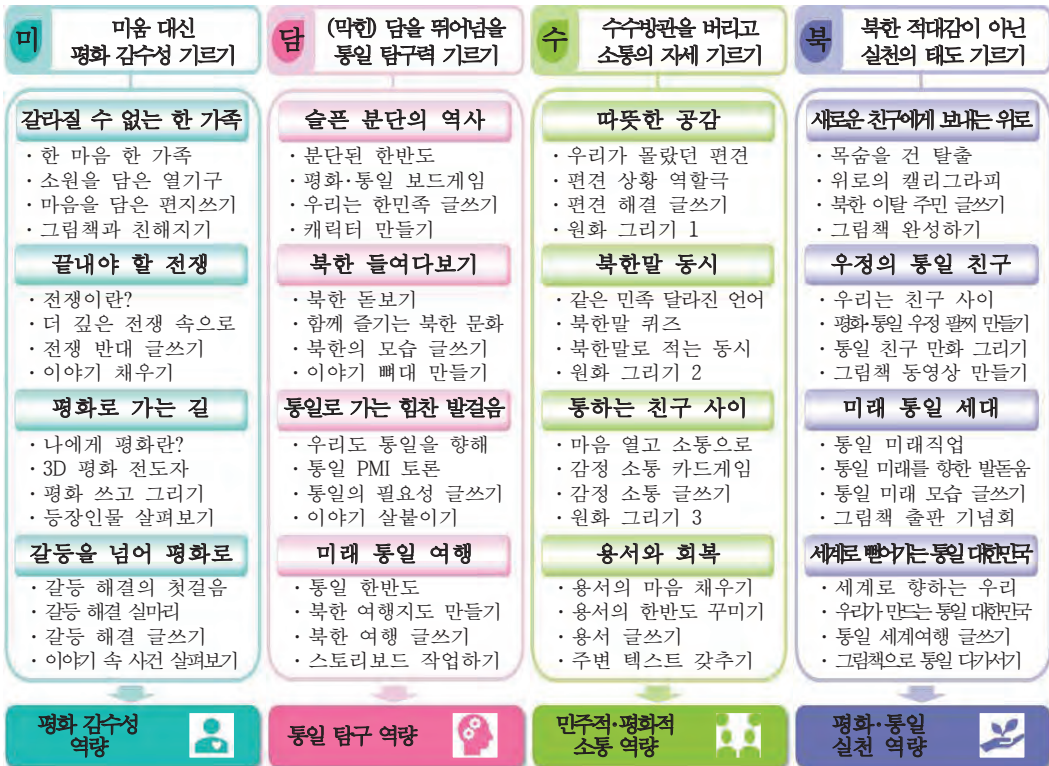 미
미움 대신
평화 감수성 기르기
갈라질 수 없는 한 가족
· 한 마음 한 가족
· 소원을 담은 열기구
· 마음을 담은 편지쓰기
· 그림책과 친해지기
끝내야 할 전쟁
· 전쟁이란?
· 더 깊은 전쟁 속으로
· 전쟁 반대 글쓰기
· 이야기 채우기
평화로 가는 길
· 나에게 평화란?
· 3D 평화 전도자
· 평화 쓰고 그리기
· 등장인물 살펴보기
갈등을 넘어 평화로
· 갈등 해결의 첫걸음
· 갈등 해결 실마리
· 갈등 해결 글쓰기
· 이야기 속 사건 살펴보기
평화 감수성
역량
담
(막힌) 담을 뛰어넘을
통일 탐구력 기르기
슬픈 분단의 역사
· 분단된 한반도
· 평화·통일 보드게임
· 우리는 한민족 글쓰기
· 캐릭터 만들기
북한 들여다보기
· 북한 돋보기
· 함께 즐기는 북한 문화
· 북한의 모습 글쓰기
· 이야기 뼈대 만들기
통일로 가는 힘찬 발걸음
· 우리도 통일을 향해
· 통일 PMI 토론
· 통일의 필요성 글쓰기
· 이야기 살붙이기
미래 통일 여행
· 통일 한반도
· 북한 여행지도 만들기
· 북한 여행 글쓰기
· 스토리보드 작업하기
통일 탐구 역량
수
수수방관을 버리고
소통의 자세 기르기
따뜻한 공감
· 우리가 몰랐던 편견
· 편견 상황 역할극
· 편견 해결 글쓰기
· 원화 그리기 1
북한말 동시
· 같은 민족 달라진 언어
· 북한말 퀴즈
· 북한말로 적는 동시
· 원화 그리기 2
통하는 친구 사이
· 마음 열고 소통으로
· 감정 소통 카드게임
· 감정 소통 글쓰기
· 원화 그리기 3
용서와 회복
· 용서의 마음 채우기
· 용서의 한반도 꾸미기
· 용서 글쓰기
· 주변 텍스트 갖추기
민주적·평화적
소통 역량
북
북한 적대감이 아닌
실천의 태도 기르기
새로운 친구에게 보내는 위로
· 목숨을 건 탈출
· 위로의 캘리그라피
· 북한 이탈 주민 글쓰기
· 그림책 완성하기
우정의 통일 친구
· 우리는 친구 사이
· 평화·통일 우정 팔찌 만들기
· 통일 친구 만화 그리기
· 그림책 동영상 만들기
미래 통일 세대
· 통일 미래직업
· 통일 미래를 향한 발돋움
· 통일 미래 모습 글쓰기
· 그림책 출판 기념회
세계로 뻗어가는 통일 대한민국
· 세계로 향하는 우리
· 우리가 만드는 통일 대한민국
· 통일 세계여행 글쓰기
· 그림책으로 통일 다가서기
평화·통일
실천 역량